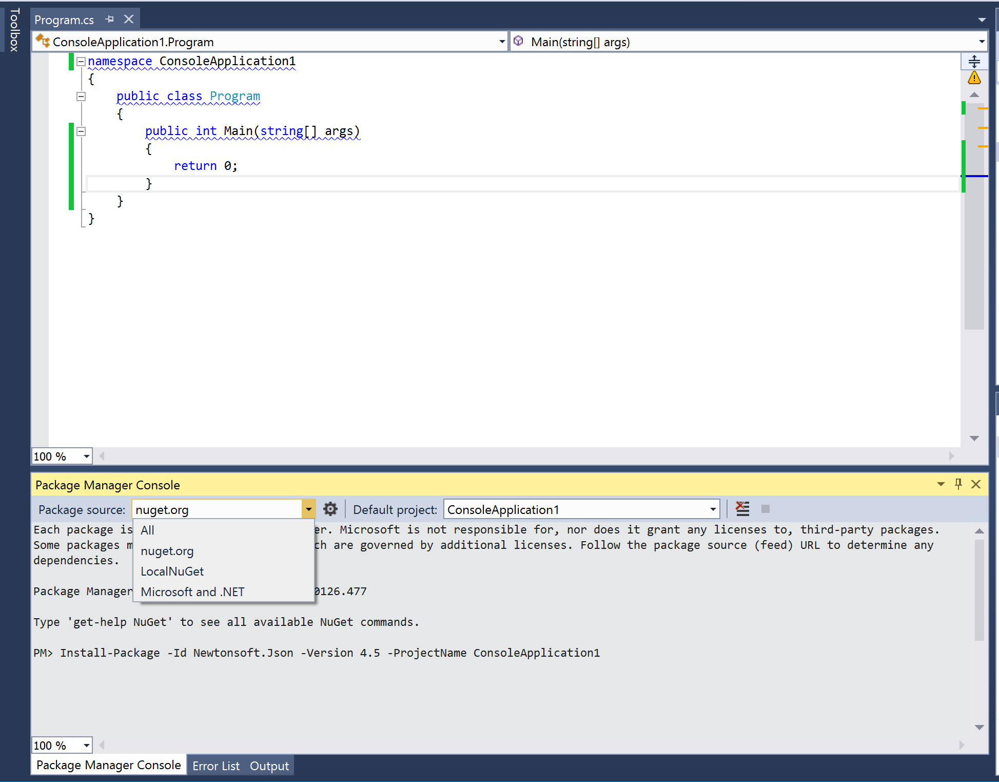 Toolbox
Program.cs
ConsoleApplication1.Program
Main(string[] args)
namespace ConsoleApplication1
{
public class Program
{
public int Main(string[] args)
{
return 0;
}
}
}
100 %
Package Manager Console
Package source: nuget.org
Default project: ConsoleApplication1
All
nuget.org
LocalNuGet
Microsoft and .NET
Each package is er. Microsoft is not responsible for, nor does it grant any licenses to, third-party packages.
Some packages m ch are governed by additional licenses. Follow the package source (feed) URL to determine any
dependencies.
Package Manager 0126.477
Type 'get-help NuGet' to see all available NuGet commands.
PM> Install-Package -Id Newtonsoft.Json -Version 4.5 -ProjectName ConsoleApplication1
100 %
Package Manager Console
Error List
Output